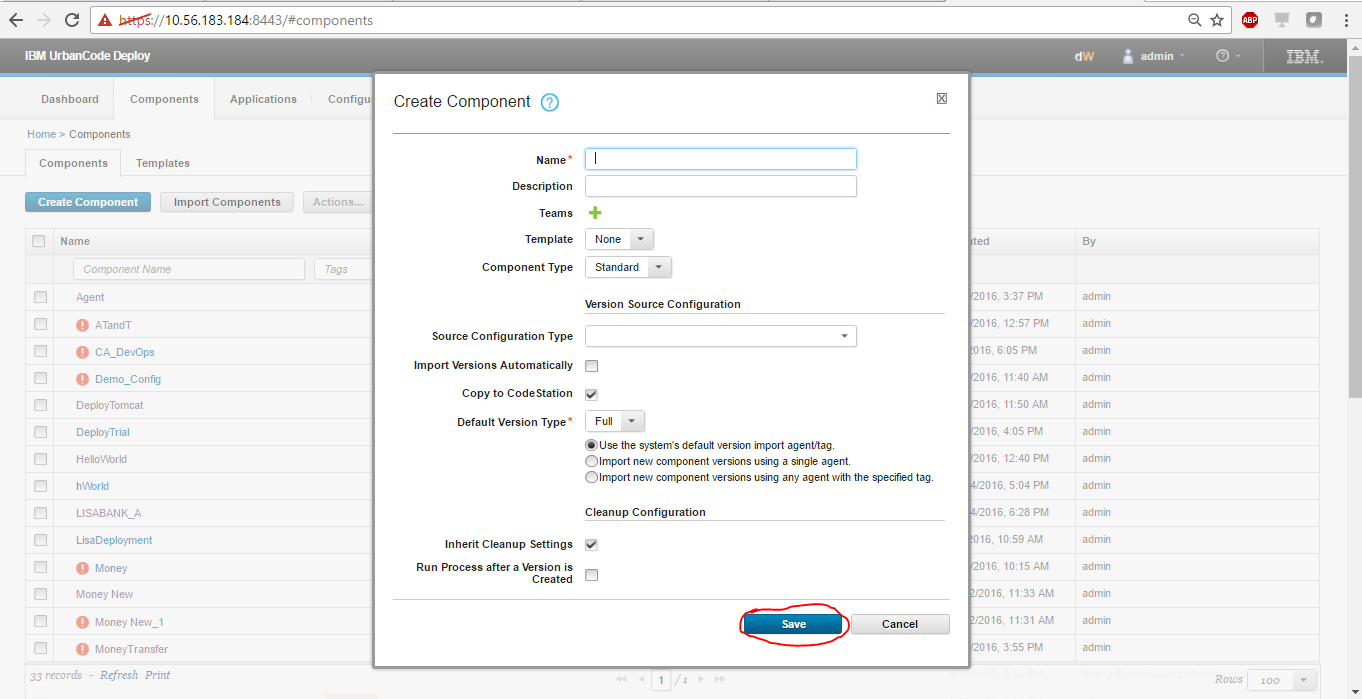 https://10.56.183.184:8443/#components
ABP
IBM UrbanCode Deploy
dW
admin
?
IBM
Dashboard
Components
Applications
Configu
Home > Components
Components
Templates
Create Component
Import Components
Actions...
Name
ted
By
Component Name
Tags
Agent
/2016, 3:37 PM
admin
ATandT
/2016, 12:57 PM
admin
CA_DevOps
2016, 6:05 PM
admin
Demo_Config
/2016, 11:40 AM
admin
DeployTomcat
/2016, 11:50 AM
admin
DeployTrial
/2016, 4:05 PM
admin
HelloWorld
/2016, 12:40 PM
admin
hWorld
4/2016, 5:04 PM
admin
LISABANK_A
4/2016, 6:28 PM
admin
LisaDeployment
2016, 10:59 AM
admin
Money
/2016, 10:15 AM
admin
Money New
2/2016, 11:33 AM
admin
Money New_1
2/2016, 11:31 AM
admin
MoneyTransfer
/2016, 3:55 PM
admin
33 records - Refresh Print
1 / 1
Rows 100
Create Component ?
Name*
Description
Teams
Template None
Component Type Standard
Version Source Configuration
Source Configuration Type
Import Versions Automatically
Copy to CodeStation
Default Version Type* Full
Use the system's default version import agent/tag.
Import new component versions using a single agent.
Import new component versions using any agent with the specified tag.
Cleanup Configuration
Inherit Cleanup Settings
Run Process after a Version is
Created
Save
Cancel